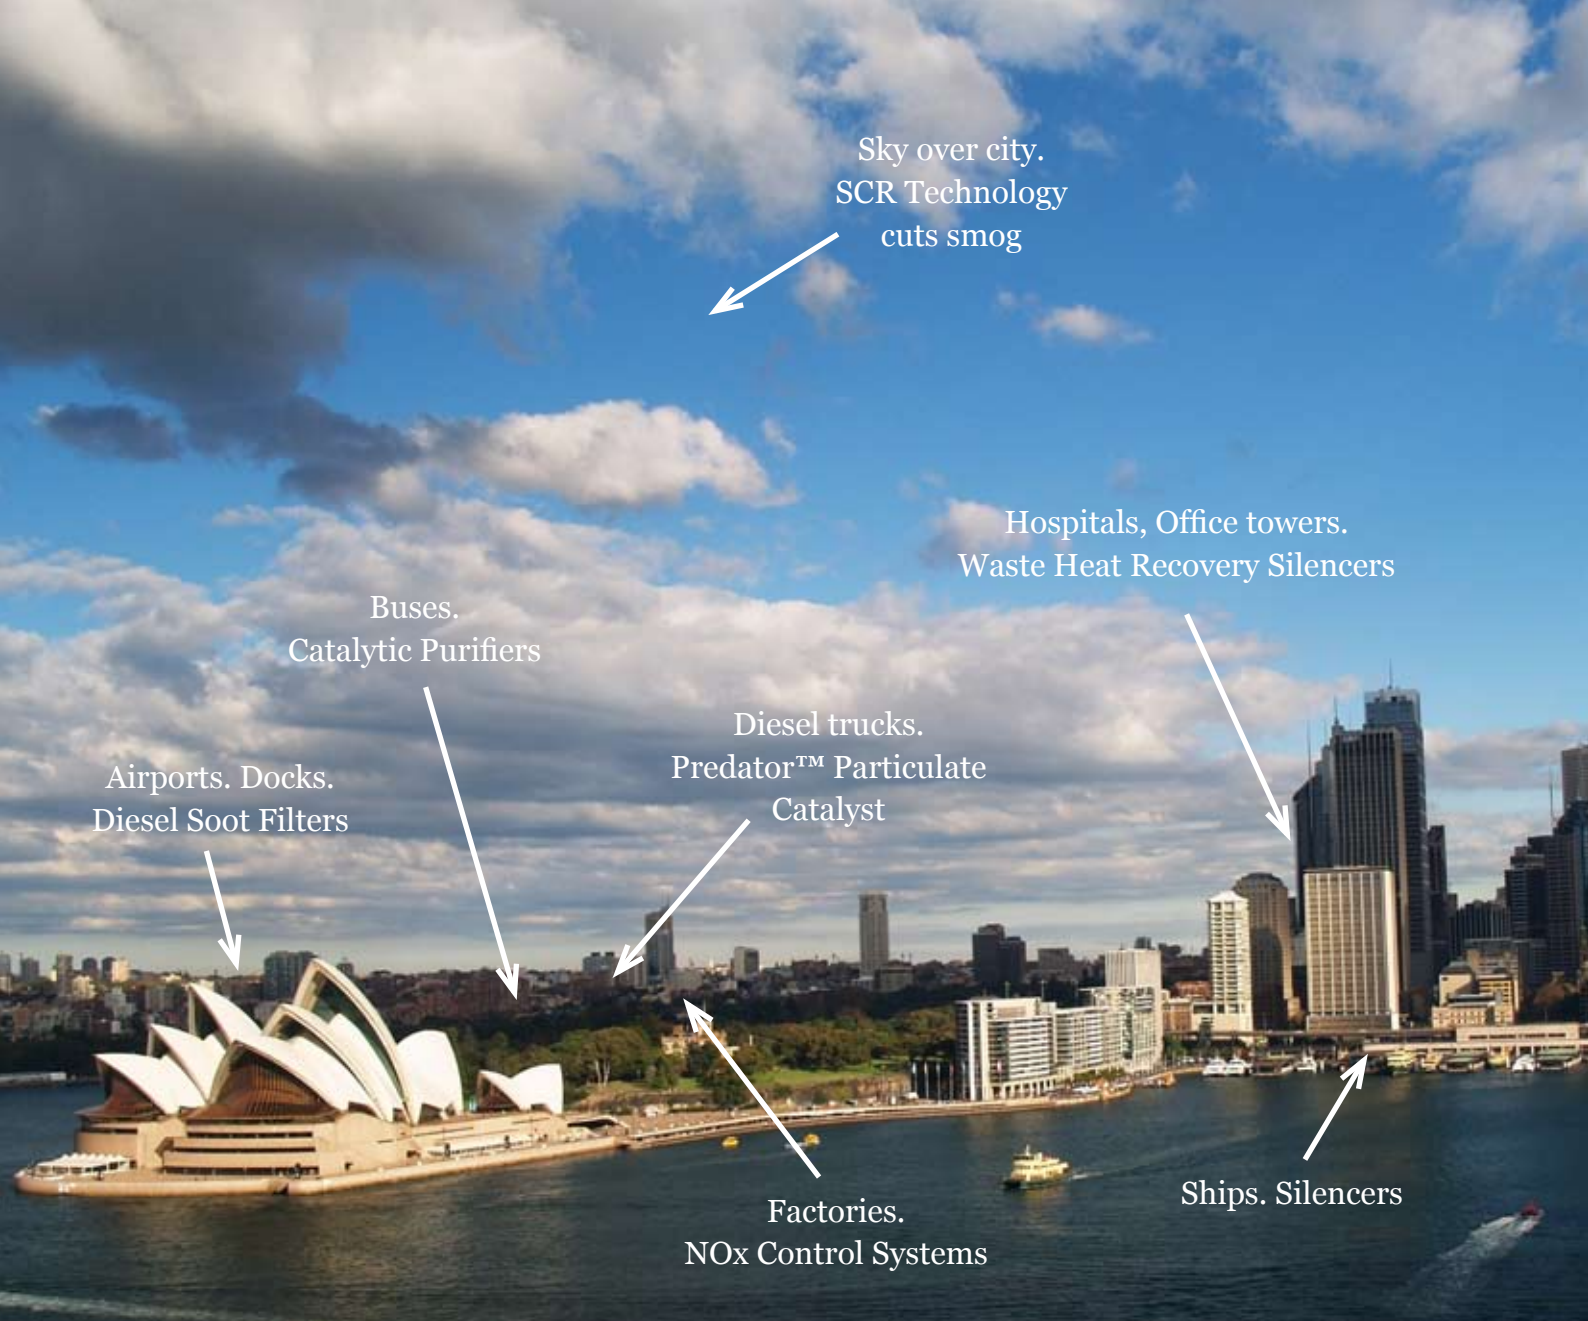 Sky over city.
SCR Technology
cuts smog
Hospitals, Office towers.
Waste Heat Recovery Silencers
Buses.
Catalytic Purifiers
Diesel trucks.
Predator™ Particulate
Catalyst
Airports. Docks.
Diesel Soot Filters
Ships. Silencers
Factories.
NOx Control Systems